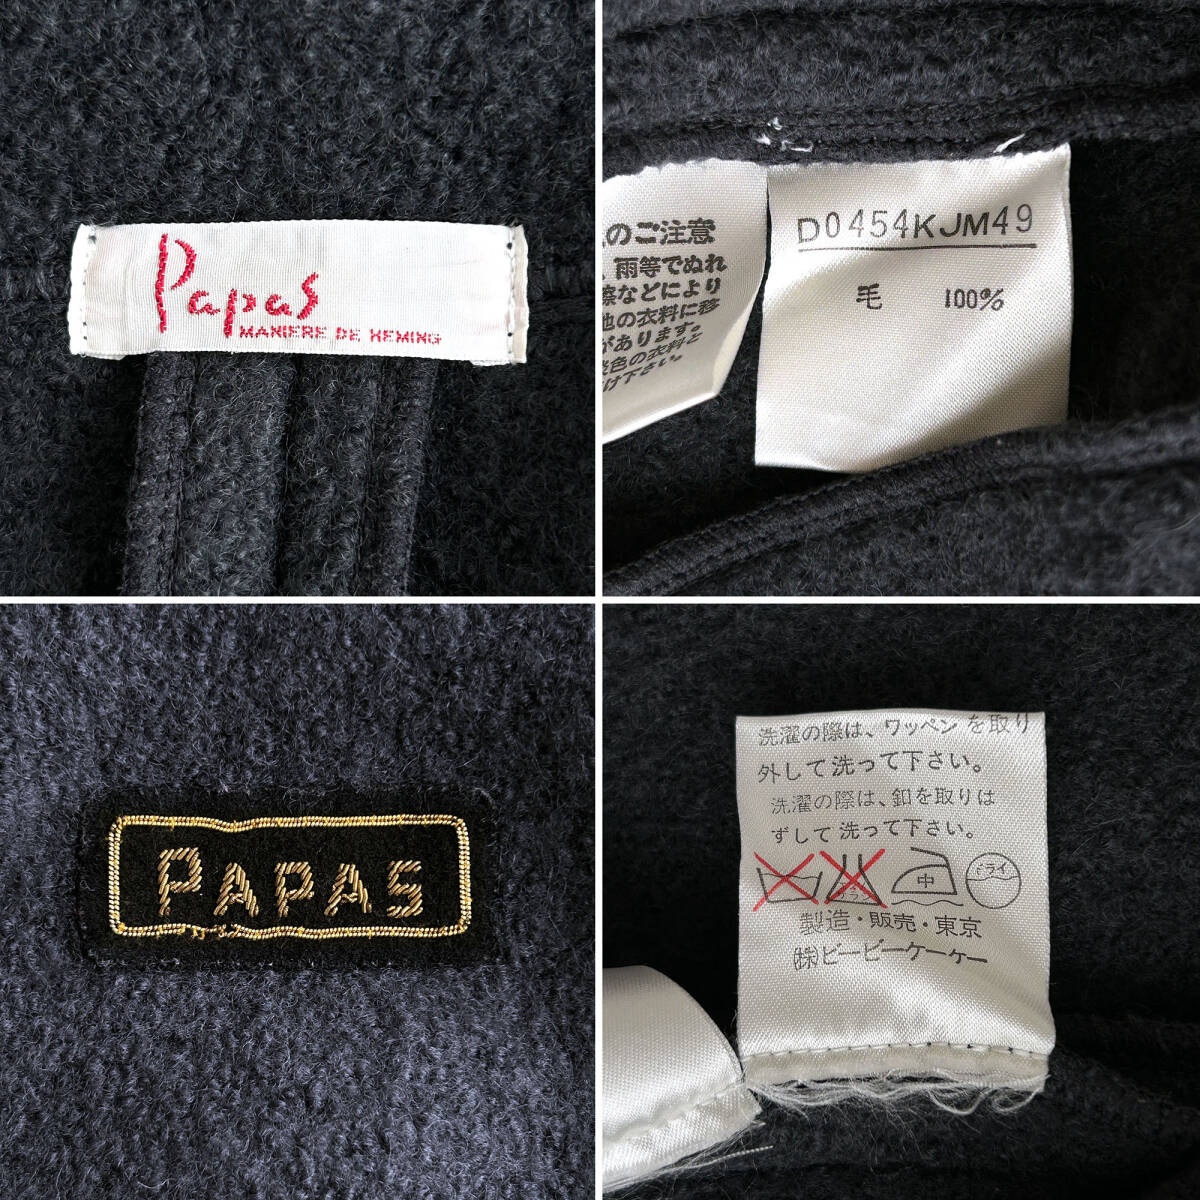 Papas
MANIERE DE HEMING
のご注意
雨等でぬれ
際などにより
他の衣料に移
があります。
淡色の衣料と
け下さい。
D0454KJM49
毛 100%
PAPAS
洗濯の際は、ワッペンを取り
外して洗って下さい。
洗濯の際は、釦を取りは
ずして洗って下さい。
中 ドライ
製造・販売・東京
㈱ビービーケーケー